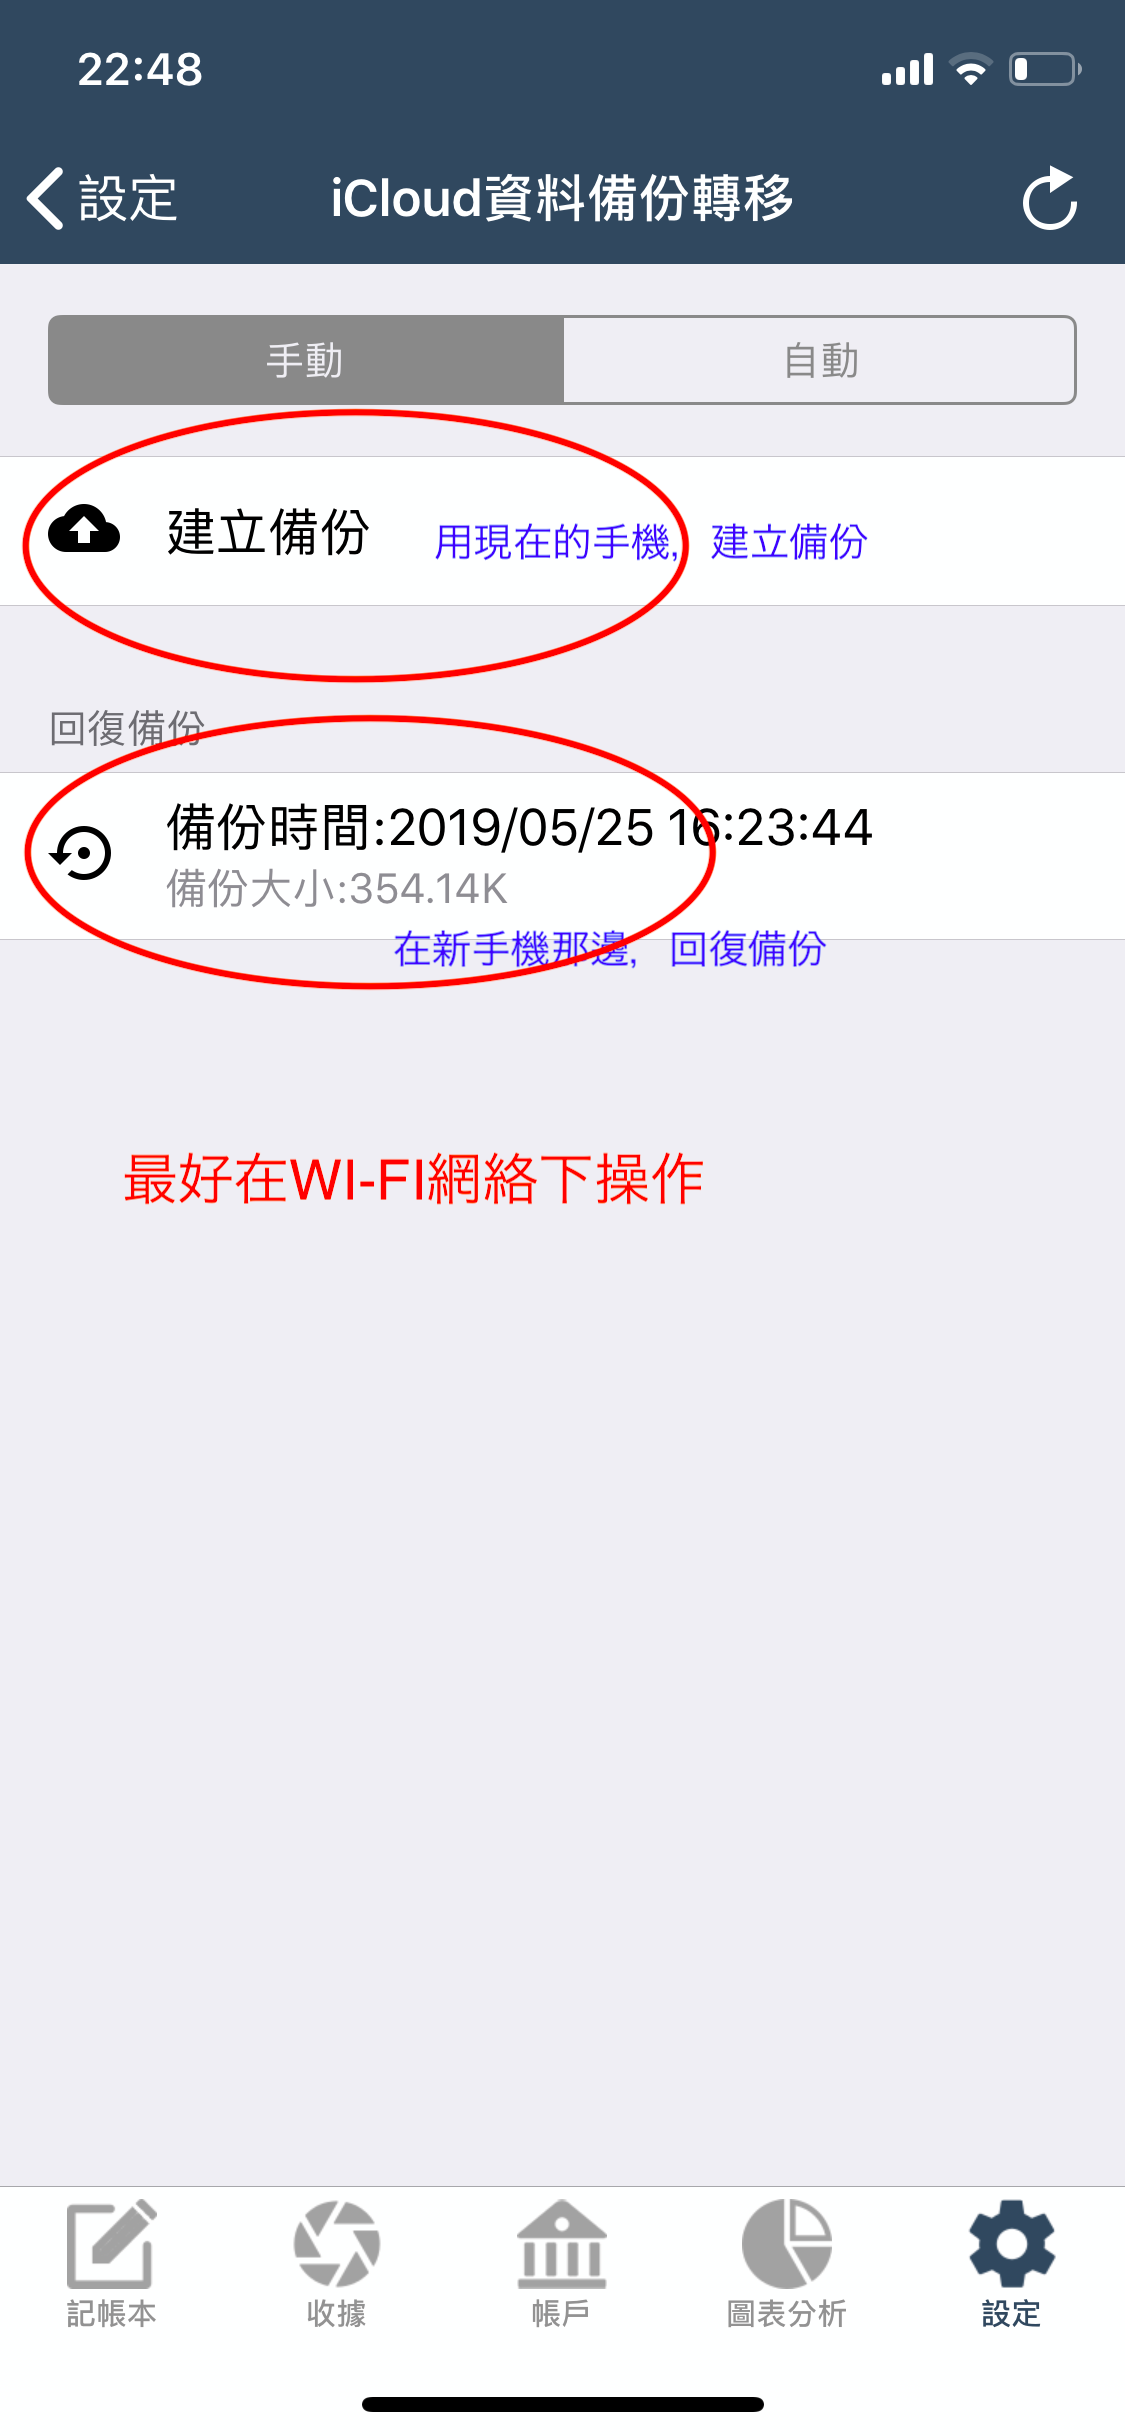 22:48
設定
iCloud資料備份轉移
手動
自動
建立備份
用現在的手機, 建立備份
回復備份
備份時間:2019/05/25 16:23:44
備份大小:354.14K
在新手機那邊, 回復備份
最好在WI-FI網絡下操作
記帳本
收據
帳戶
圖表分析
設定